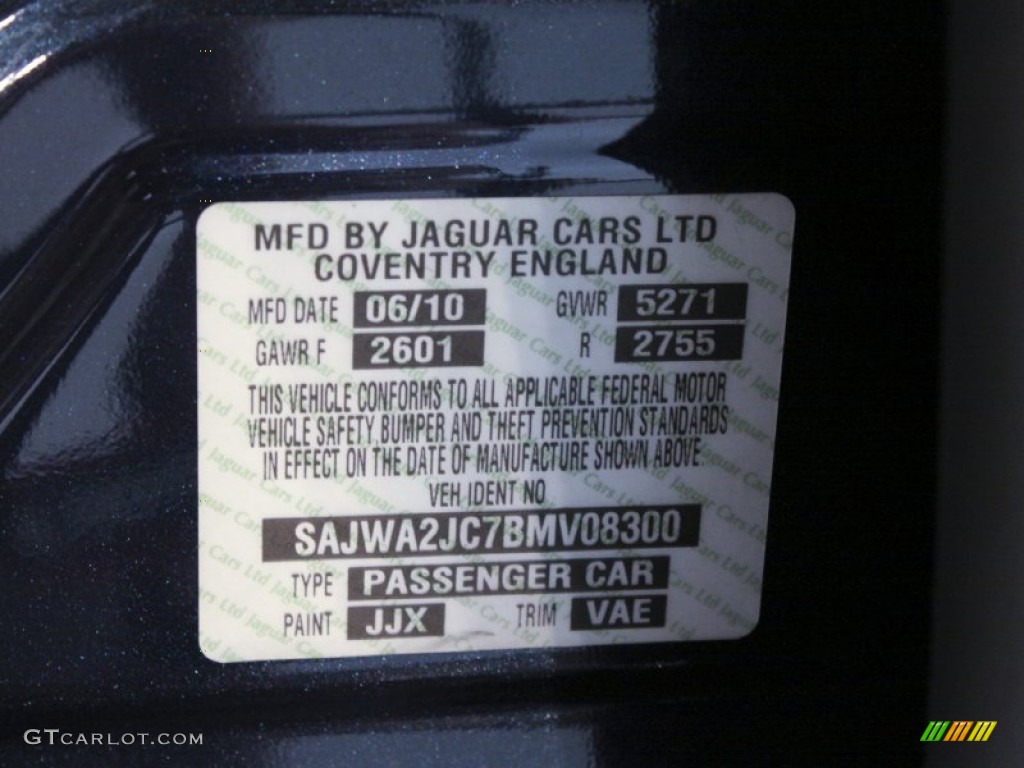 MFD BY JAGUAR CARS LTD
COVENTRY ENGLAND
MFD DATE 06/10 GVWR 5271
GAWR F 2601 R 2755
THIS VEHICLE CONFORMS TO ALL APPLICABLE FEDERAL MOTOR
VEHICLE SAFETY BUMPER AND THEFT PREVENTION STANDARDS
IN EFFECT ON THE DATE OF MANUFACTURE SHOWN ABOVE.
VEH IDENT NO
SAJWA2JC7BMV08300
TYPE PASSENGER CAR
PAINT JJX TRIM VAE
GTCARLOT.COM